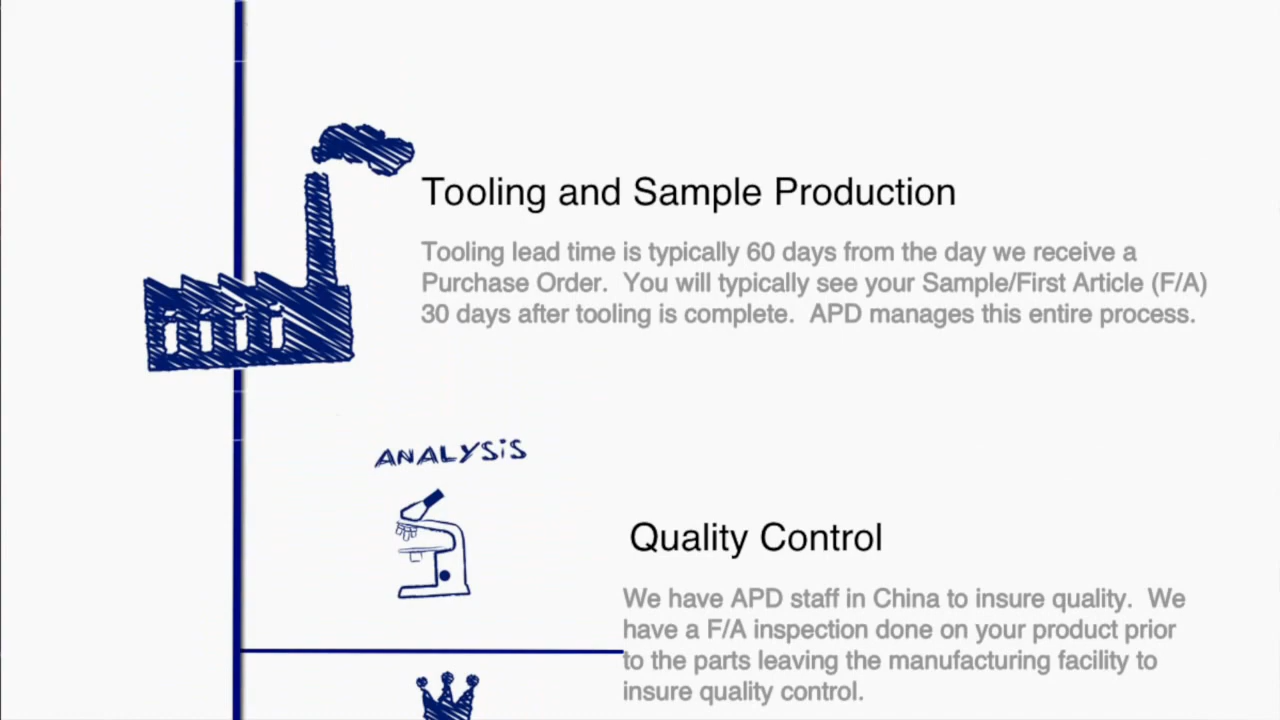 Tooling and Sample Production
Tooling lead time is typically 60 days from the day we receive a
Purchase Order.  You will typically see your Sample/First Article (F/A)
30 days after tooling is complete.  APD manages this entire process.
ANALYSiS
Quality Control
We have APD staff in China to insure quality.  We
have a F/A inspection done on your product prior
to the parts leaving the manufacturing facility to
insure quality control.